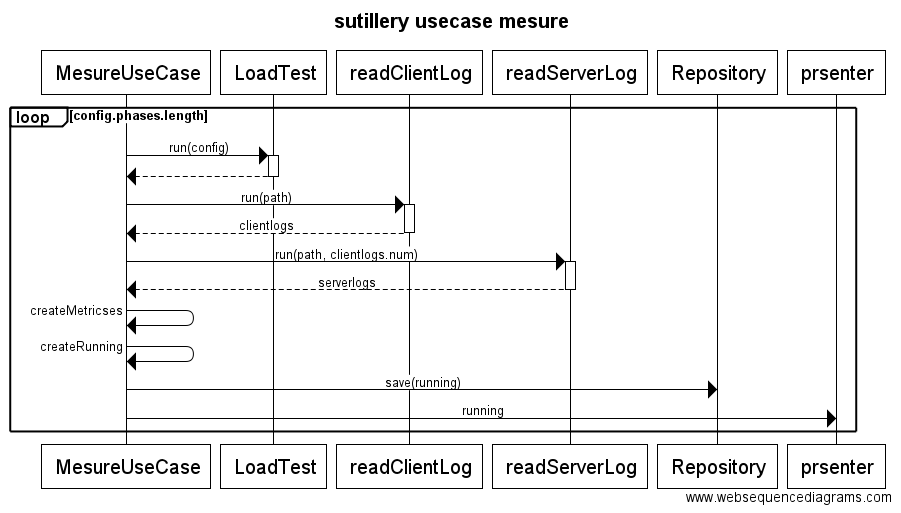 sutillery usecase mesure
MesureUseCase LoadTest readClientLog readServerLog Repository prsenter
loop [config.phases.length]
run(config)
run(path)
clientlogs
run(path, clientlogs.num)
serverlogs
createMetricses
createRunning
save(running)
running
MesureUseCase LoadTest readClientLog readServerLog Repository prsenter
www.websequencediagrams.com